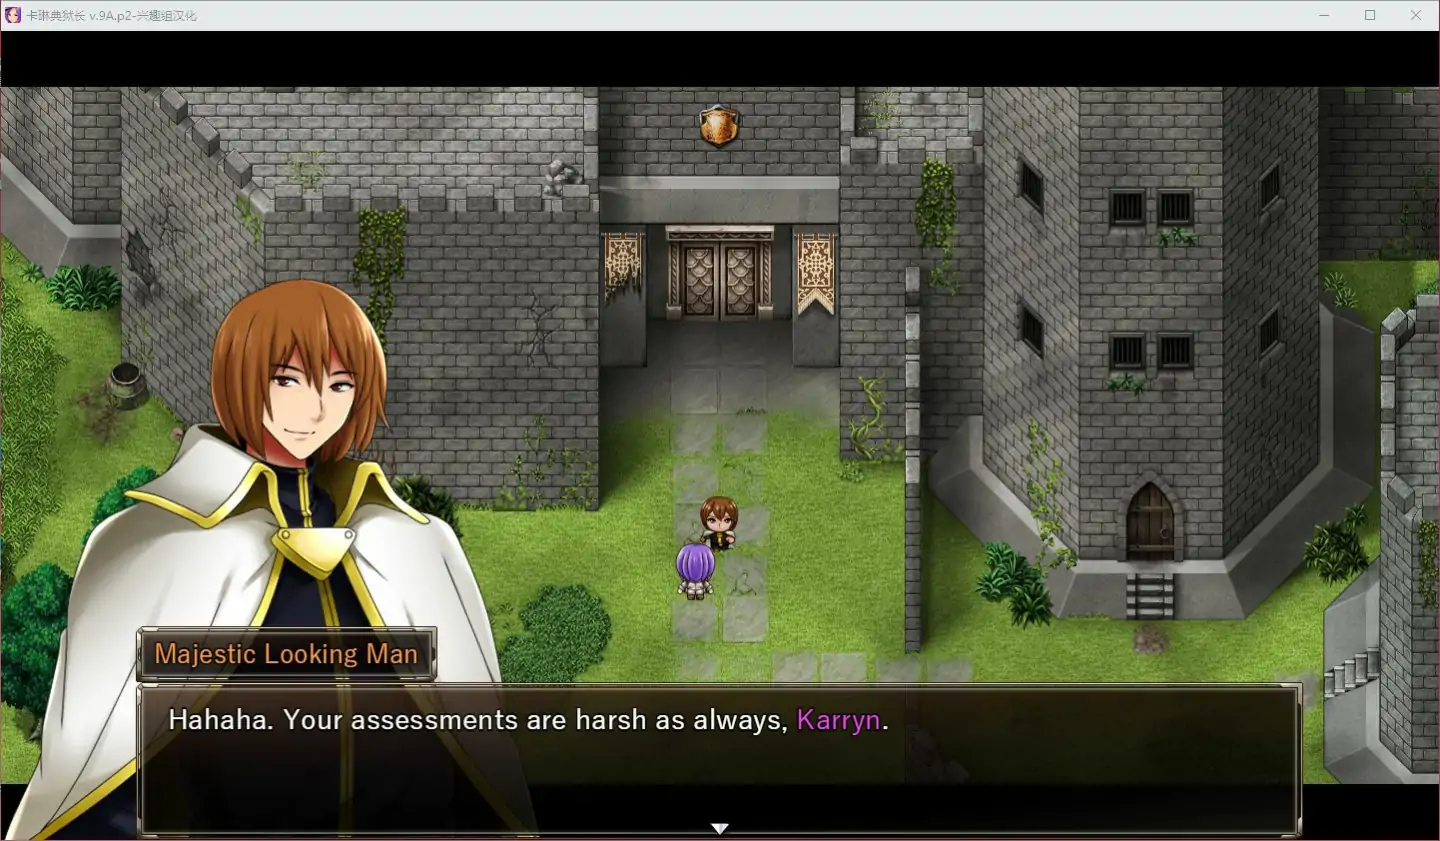 卡琳典狱长 v.9A.p2-兴趣组汉化
Majestic Looking Man
Hahaha. Your assessments are harsh as always, Karryn.